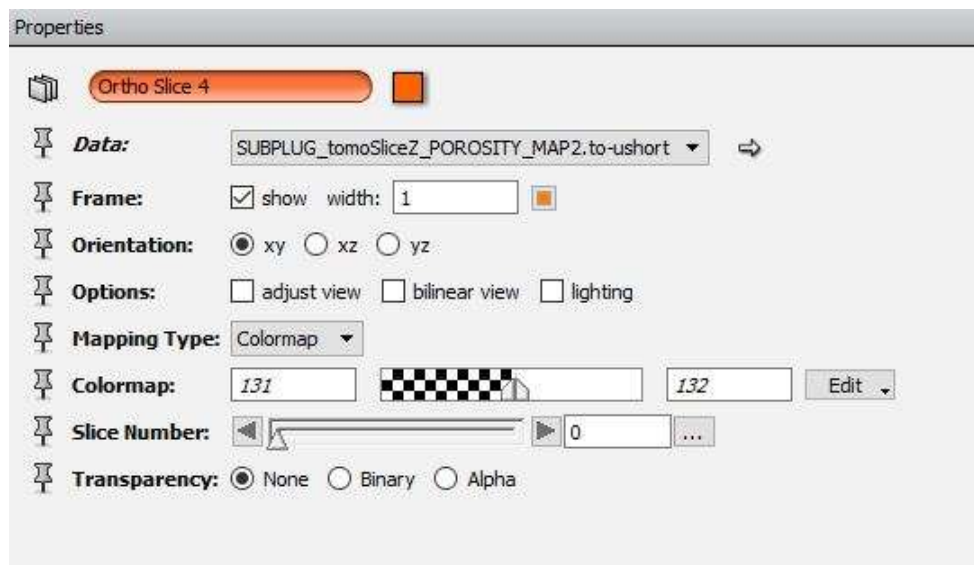 Properties
Ortho Slice 4
Data: SUBPLUG_tomoSliceZ_POROSITY_MAP2.to-ushort
Frame: show width: 1
Orientation: xy xz yz
Options: adjust view bilinear view lighting
Mapping Type: Colormap
Colormap: 131 132 Edit
Slice Number: 0 ...
Transparency: None Binary Alpha